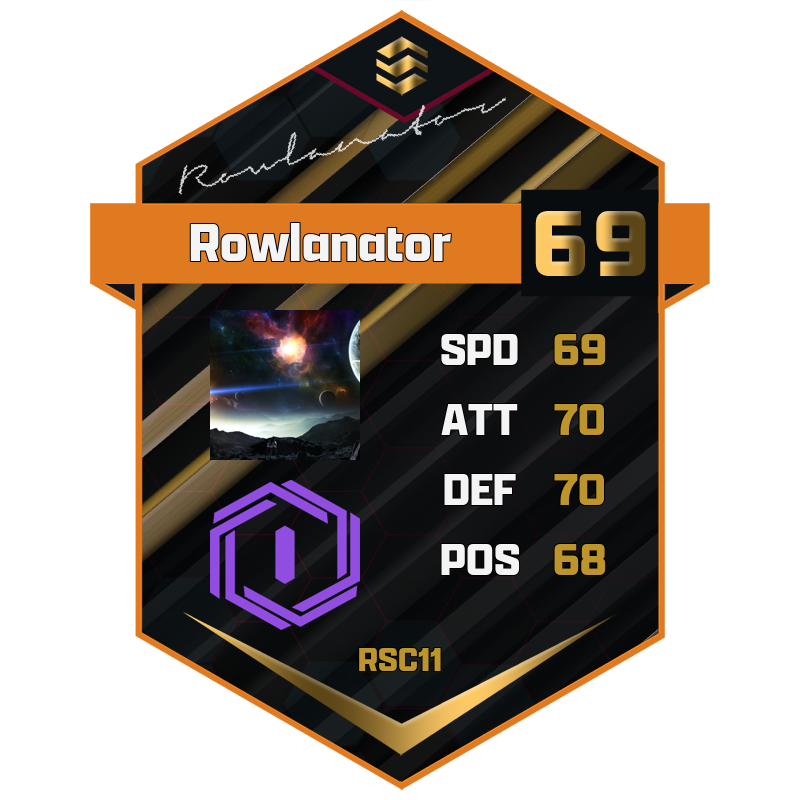 Rowlanator
Rowlanator 69
SPD 69
ATT 70
DEF 70
POS 68
RSC11